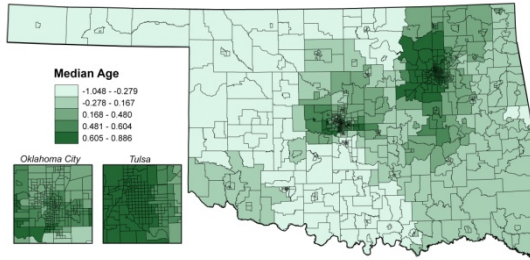 Median Age
-1.048 - -0.279
-0.278 - 0.167
0.168 - 0.480
0.481 - 0.604
0.605 - 0.886
Oklahoma City
Tulsa